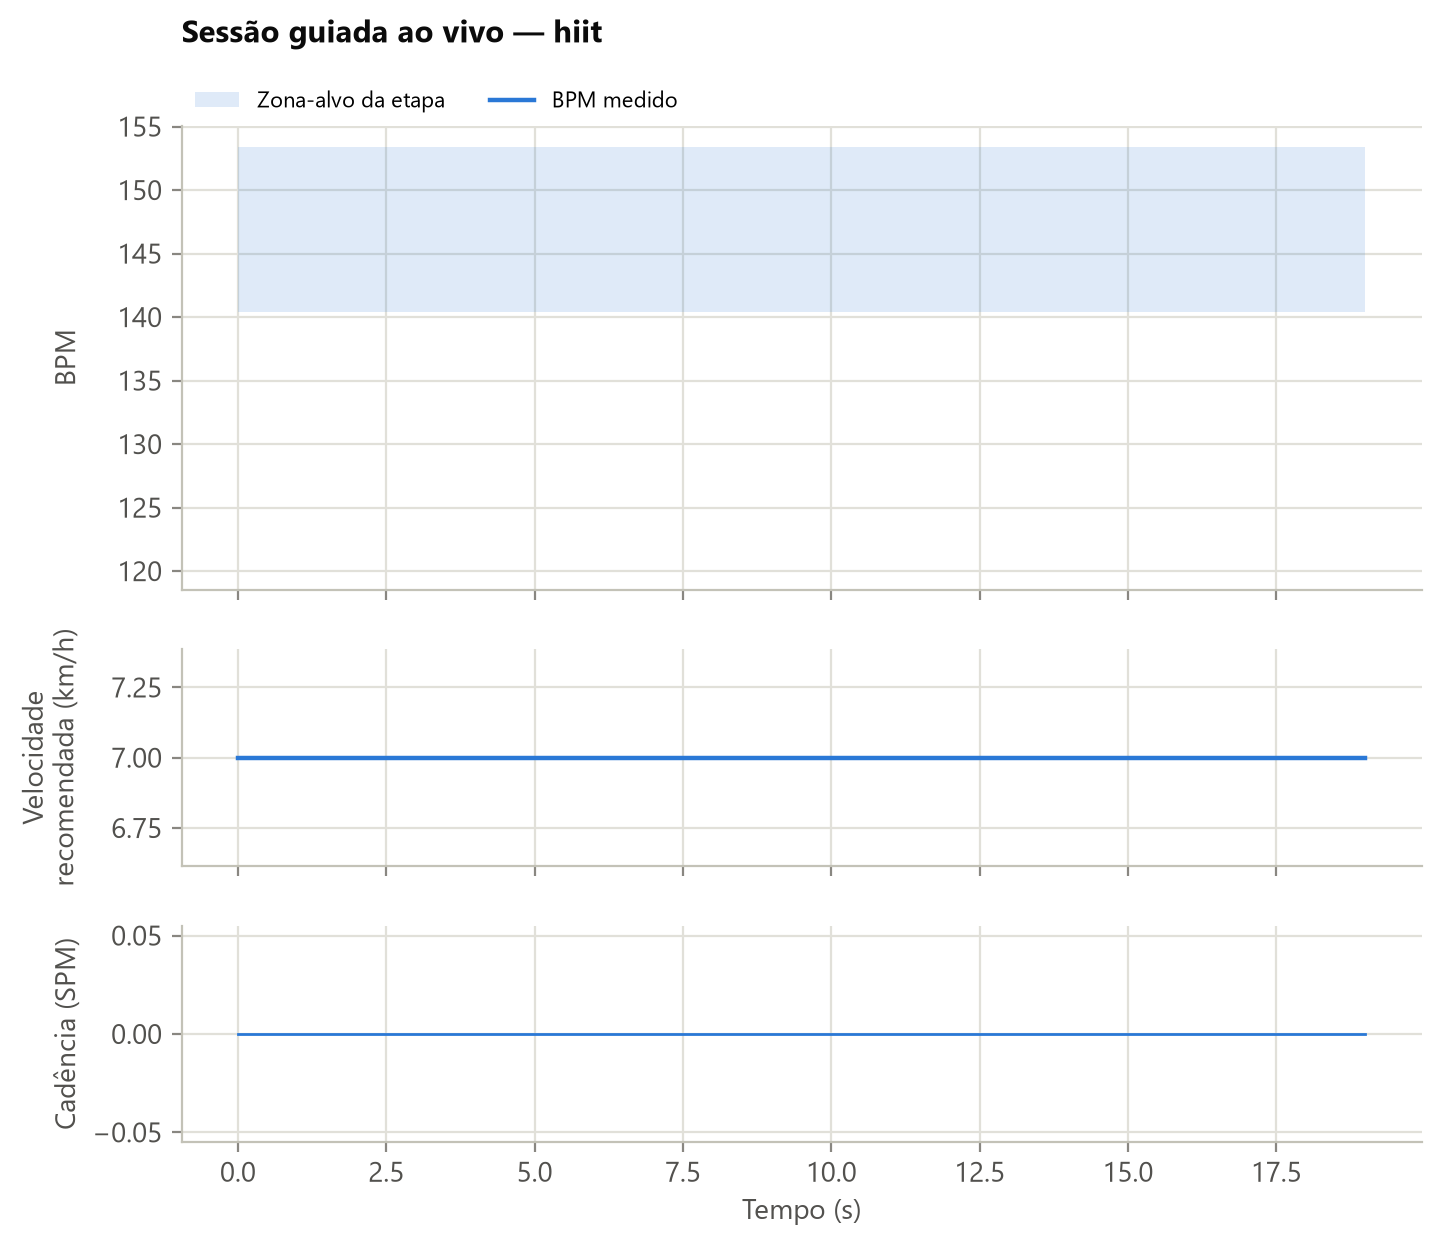 Sessão guiada ao vivo — hiit
Zona-alvo da etapa
BPM medido
155
150
145
140
135
130
125
120
BPM
7.25
7.00
6.75
Velocidade
recomendada (km/h)
0.05
0.00
−0.05
Cadência (SPM)
0.0
2.5
5.0
7.5
10.0
12.5
15.0
17.5
Tempo (s)